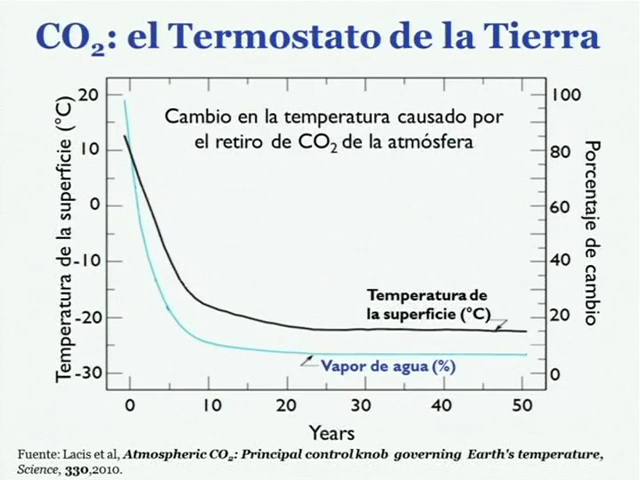 CO₂: el Termostato de la Tierra
Cambio en la temperatura causado por
el retiro de CO₂ de la atmósfera
Temperatura de la superficie (°C)
20
10
0
-10
-20
-30
100
80
60
40
20
0
Porcentaje de cambio
Temperatura de
la superficie (°C)
Vapor de agua (%)
0
10
20
30
40
50
Years
Fuente: Lacis et al, Atmospheric CO₂: Principal control knob governing Earth's temperature,
Science, 330,2010.